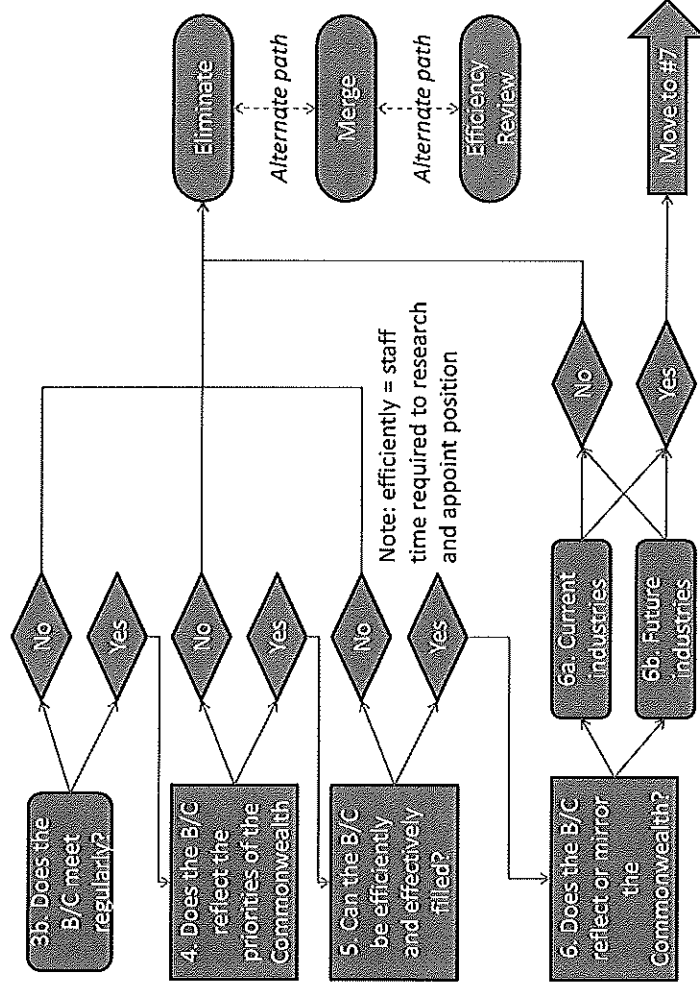 3b. Does the
B/C meet
regularly?
No
Yes
4. Does the B/C
reflect the
priorities of the
Commonwealth
No
Yes
5. Can the B/C
be efficiently
and effectively
filled?
No
Yes
Note: efficiently = staff
time required to research
and appoint position
6. Does the B/C
reflect or mirror
the
Commonwealth?
6a. Current
industries
6b. Future
industries
No
Yes
Eliminate
Alternate path
Merge
Alternate path
Efficiency
Review
Move to #7